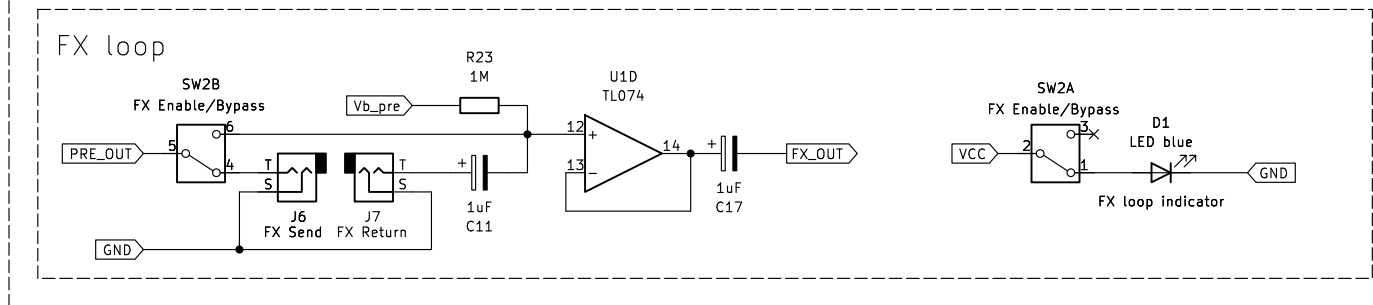 FX loop
SW2B
FX Enable/Bypass
PRE_OUT
5
6
4
T
S
J6
FX Send
GND
T
S
J7
FX Return
Vb_pre
R23
1M
+
1uF
C11
U1D
TL074
12
+
13
-
14
+
1uF
C17
FX_OUT
SW2A
FX Enable/Bypass
VCC
2
3
1
D1
LED blue
GND
FX loop indicator